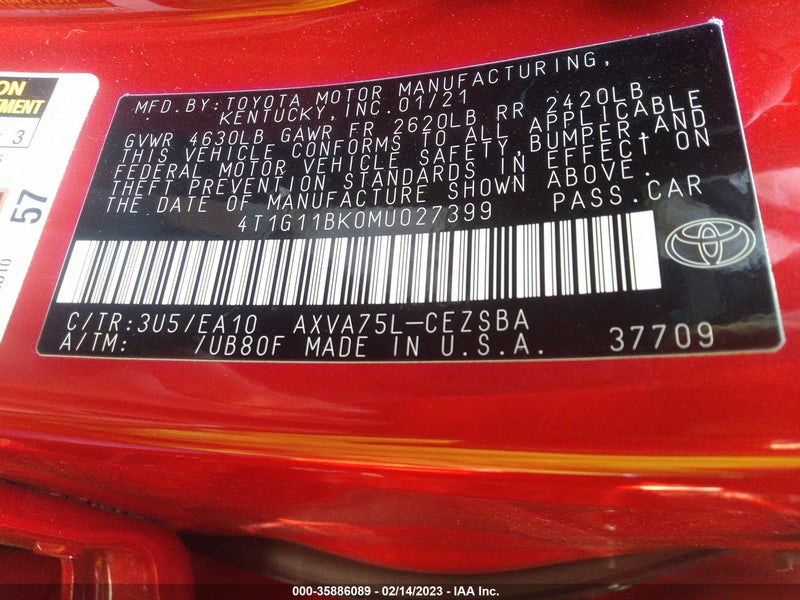 ON
EMENT
3
57
MFD.BY:TOYOTA MOTOR MANUFACTURING,
KENTUCKY,INC.01/21
GVWR 4630LB GAWR FR 2620LB RR 2420LB
THIS VEHICLE CONFORMS TO ALL APPLICABLE
FEDERAL MOTOR VEHICLE SAFETY,BUMPER,AND
THEFT PREVENTION STANDARDS IN EFFECT ON
THE DATE OF MANUFACTURE SHOWN ABOVE.
4T1G11BK0MU027399 PASS.CAR
C/TR:3U5/EA10 AXVA75L-CEZSBA
A/TM: /UB80F MADE IN U.S.A. 37709
000-35886089 - 02/14/2023 - IAA Inc.